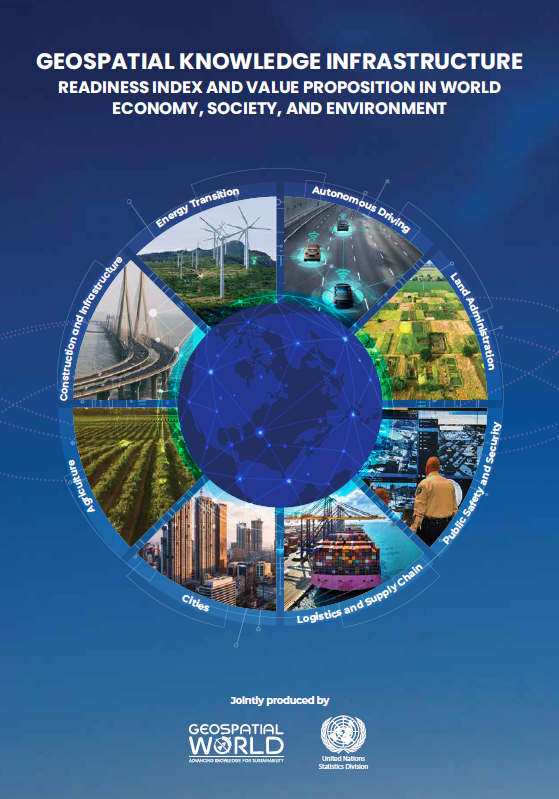 GEOSPATIAL KNOWLEDGE INFRASTRUCTURE
READINESS INDEX AND VALUE PROPOSITION IN WORLD
ECONOMY, SOCIETY, AND ENVIRONMENT
Energy Transition
Autonomous Driving
Construction and Infrastructure
Land Administration
Agriculture
Public Safety and Security
Cities
Logistics and Supply Chain
Jointly produced by
GEOSPATIAL
WORLD
ADVANCING KNOWLEDGE FOR SUSTAINABILITY
United Nations
Statistics Division